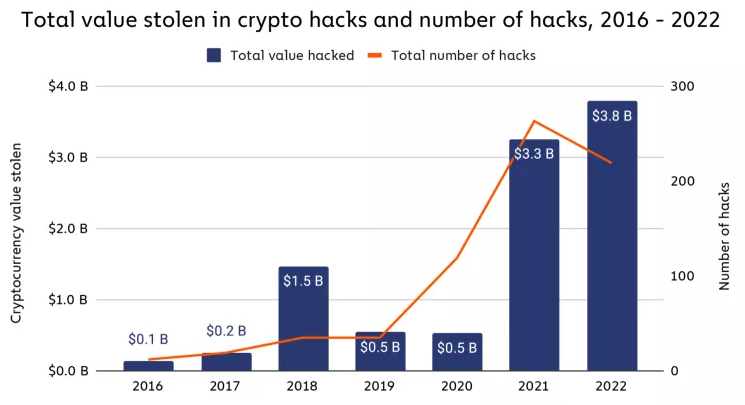 Total value stolen in crypto hacks and number of hacks, 2016 - 2022
Total value hacked Total number of hacks
$4.0 B
$3.0 B
$2.0 B
$1.0 B
$0.0 B
Cryptocurrency value stolen
$0.1 B
$0.2 B
$1.5 B
$0.5 B
$0.5 B
$3.3 B
$3.8 B
300
200
100
0
Number of hacks
2016 2017 2018 2019 2020 2021 2022